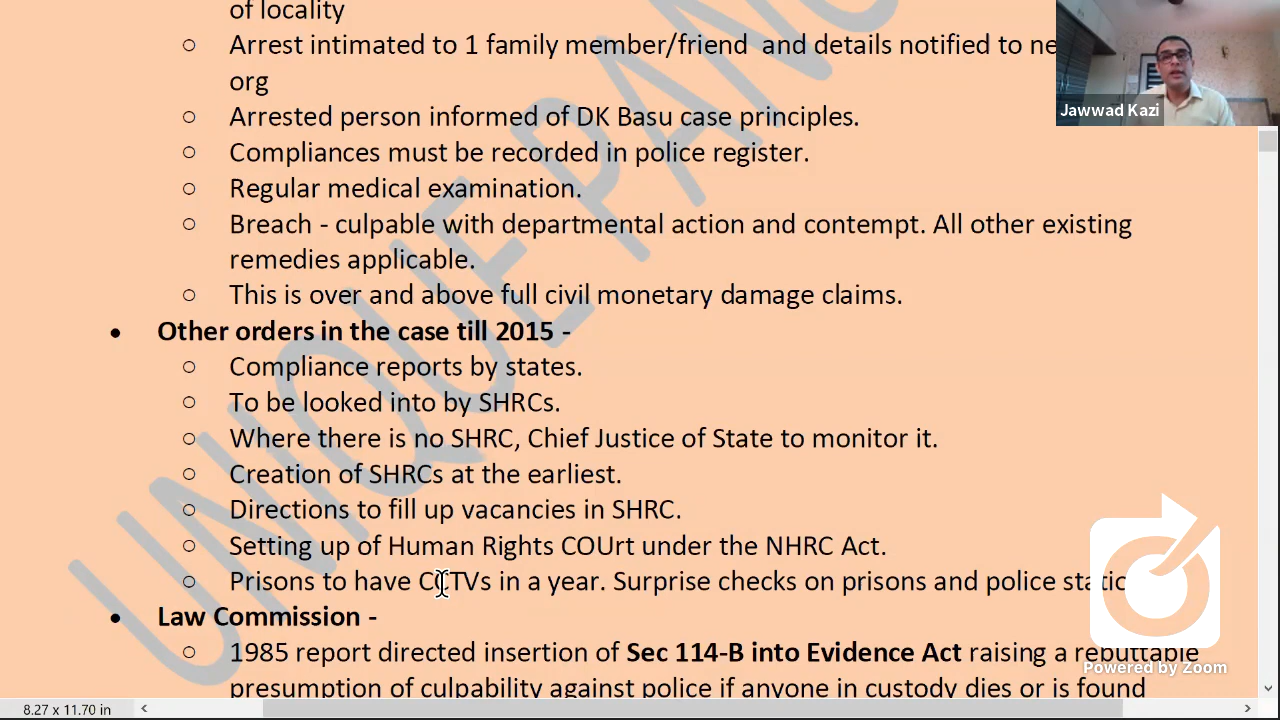 of locality
○ Arrest intimated to 1 family member/friend and details notified to
org
○ Arrested person informed of DK Basu case principles.
○ Compliances must be recorded in police register.
○ Regular medical examination.
○ Breach - culpable with departmental action and contempt. All other existing
remedies applicable.
○ This is over and above full civil monetary damage claims.
• Other orders in the case till 2015 -
○ Compliance reports by states.
○ To be looked into by SHRCs.
○ Where there is no SHRC, Chief Justice of State to monitor it.
○ Creation of SHRCs at the earliest.
○ Directions to fill up vacancies in SHRC.
○ Setting up of Human Rights COUrt under the NHRC Act.
○ Prisons to have CCTVs in a year. Surprise checks on prisons and police
• Law Commission -
○ 1985 report directed insertion of Sec 114-B into Evidence Act raising a rebuttable
presumption of culpability against police if anyone in custody dies or is found
Jawwad Kazi
Powered by Zoom
8.27 x 11.70 in
UNIQUE